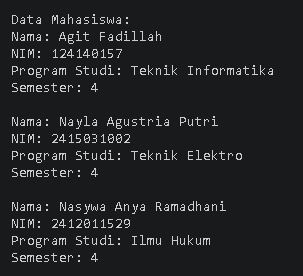 Data Mahasiswa:
Nama: Agit Fadillah
NIM: 124140157
Program Studi: Teknik Informatika
Semester: 4

Nama: Nayla Agustria Putri
NIM: 2415031002
Program Studi: Teknik Elektro
Semester: 4

Nama: Nasywa Anya Ramadhani
NIM: 2412011529
Program Studi: Ilmu Hukum
Semester: 4